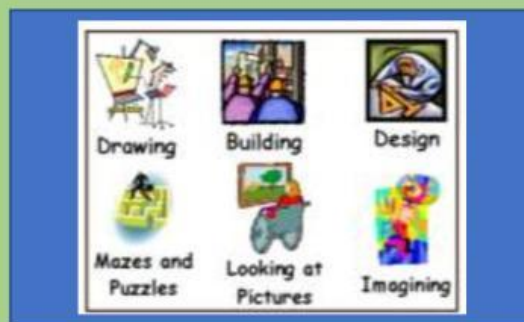 Drawing
Building
Design
Mazes and
Puzzles
Looking at
Pictures
Imagining